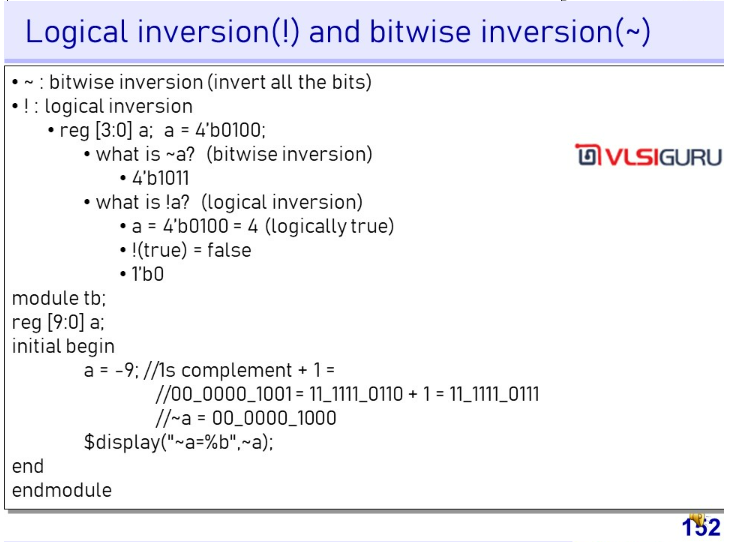 Logical inversion(!) and bitwise inversion(~)
• ~ : bitwise inversion (invert all the bits)
• ! : logical inversion
• reg [3:0] a; a = 4'b0100;
• what is ~a? (bitwise inversion)
• 4'b1011
• what is !a? (logical inversion)
• a = 4'b0100 = 4 (logically true)
• !(true) = false
• 1'b0
VLSIGURU
module tb;
reg [9:0] a;
initial begin
a = -9; //1s complement + 1 =
//00_0000_1001 = 11_1111_0110 + 1 = 11_1111_0111
//~a = 00_0000_1000
$display("~a=%b",~a);
end
endmodule
152